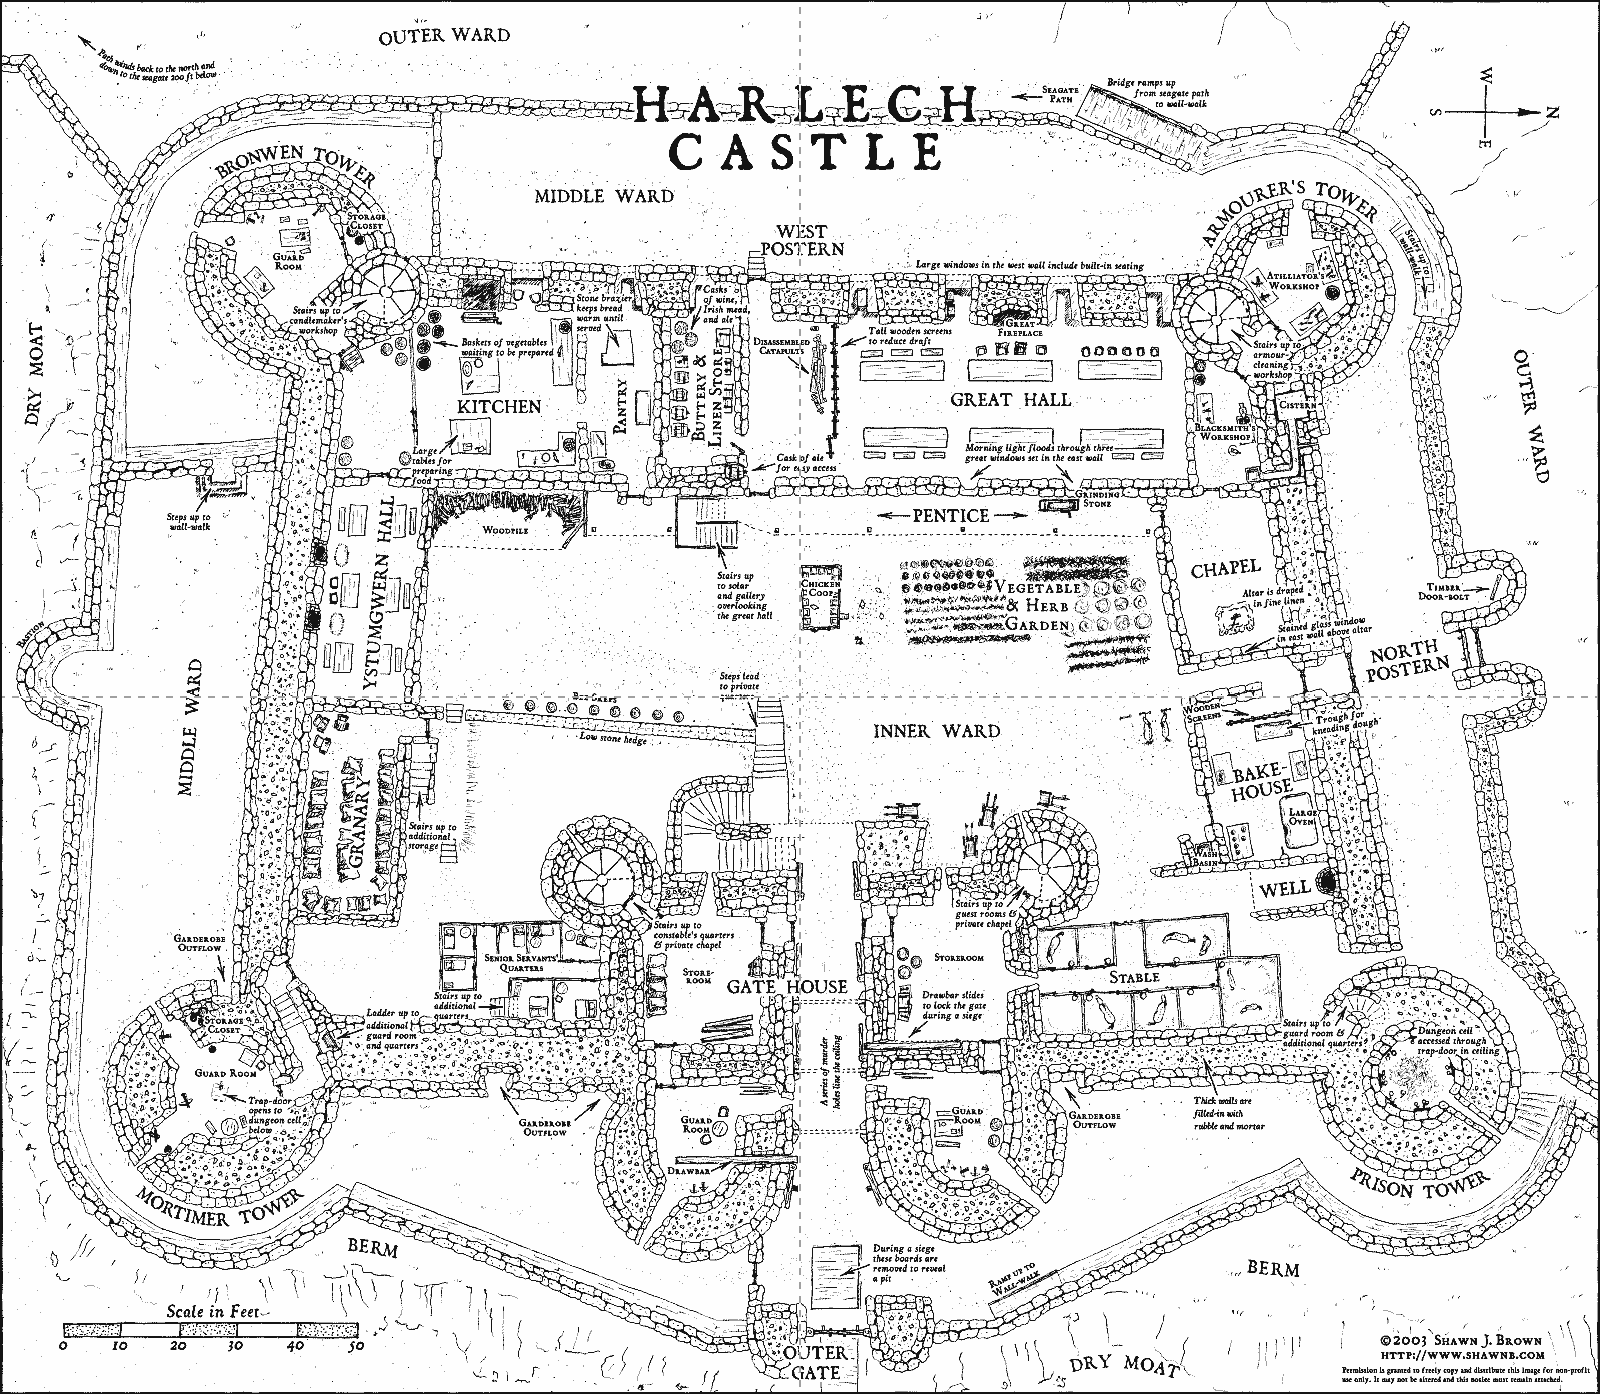 OUTER WARD
Path winds back to the north and
down to the seagate 200 ft below
HARLECH
CASTLE
SEAGATE
PATH
Bridge ramps up
from seagate path
to wall-walk
W
S
N
E
BRONWEN TOWER
MIDDLE WARD
WEST
POSTERN
ARMOURER'S TOWER
STORAGE
CLOSET
GUARD
ROOM
Stairs up to
candlemaker's
workshop
Large windows in the west wall include built-in seating
Stairs up to
wall-walk
ATILLIATOR'S
WORKSHOP
Stone brazier
keeps bread
warm until
served
Casks
of wine,
Irish mead,
and ale
Baskets of vegetables
waiting to be prepared
DISASSEMBLED
CATAPULTS
Tall wooden screens
to reduce draft
GREAT
FIREPLACE
Stairs up to
armour-
cleaning
workshop
DRY MOAT
OUTER WARD
KITCHEN
PANTRY
BUTTERY &
LINEN STORE
GREAT HALL
CISTERN
BLACKSMITH'S
WORKSHOP
Large
tables for
preparing
food
Cask of ale
for easy access
Morning light floods through three
great windows set in the east wall
Steps up to
wall-walk
WOODPILE
PENTICE
GRINDING
STONE
YSTUMGWERN HALL
Stairs up
to solar
and gallery
overlooking
the great hall
CHICKEN
COOP
VEGETABLE
& HERB
GARDEN
CHAPEL
Altar is draped
in fine linen
Stained glass window
in east wall above altar
TIMBER
DOOR-BOLT
NORTH
POSTERN
BASTION
MIDDLE WARD
Steps lead
to private
quarters
BEE SKEPS
Low stone hedge
INNER WARD
WOODEN
SCREENS
Trough for
kneading dough
BAKE-
HOUSE
LARGE
OVEN
WASH
BASIN
WELL
GRANARY
Stairs up to
additional
storage
GARDEROBE
OUTFLOW
SENIOR SERVANTS'
QUARTERS
Stairs up to
additional
quarters
Stairs up to
constable's quarters
& private chapel
STORE-
ROOM
GATE HOUSE
Stairs up to
guest rooms &
private chapel
STOREROOM
Drawbar slides
to lock the gate
during a siege
STABLE
Stairs up to
guard room &
additional quarters
Dungeon cell
accessed through
trap-door in ceiling
STORAGE
CLOSET
Ladder up to
additional
guard room
and quarters
GUARD ROOM
Trap-door
opens to
dungeon cell
below
A series of murder
holes line the ceiling
GARDEROBE
OUTFLOW
GUARD
ROOM
DRAWBAR
GUARD
ROOM
GARDEROBE
OUTFLOW
Thick walls are
filled-in with
rubble and mortar
MORTIMER TOWER
PRISON TOWER
BERM
During a siege
these boards are
removed to reveal
a pit
RAMP UP TO
WALL-WALK
BERM
Scale in Feet
0 10 20 30 40 50
OUTER
GATE
DRY MOAT
©2003 SHAWN J. BROWN
HTTP://WWW.SHAWNB.COM
Permission is granted to freely copy and distribute this image for non-profit
use only. It may not be altered and this notice must remain attached.